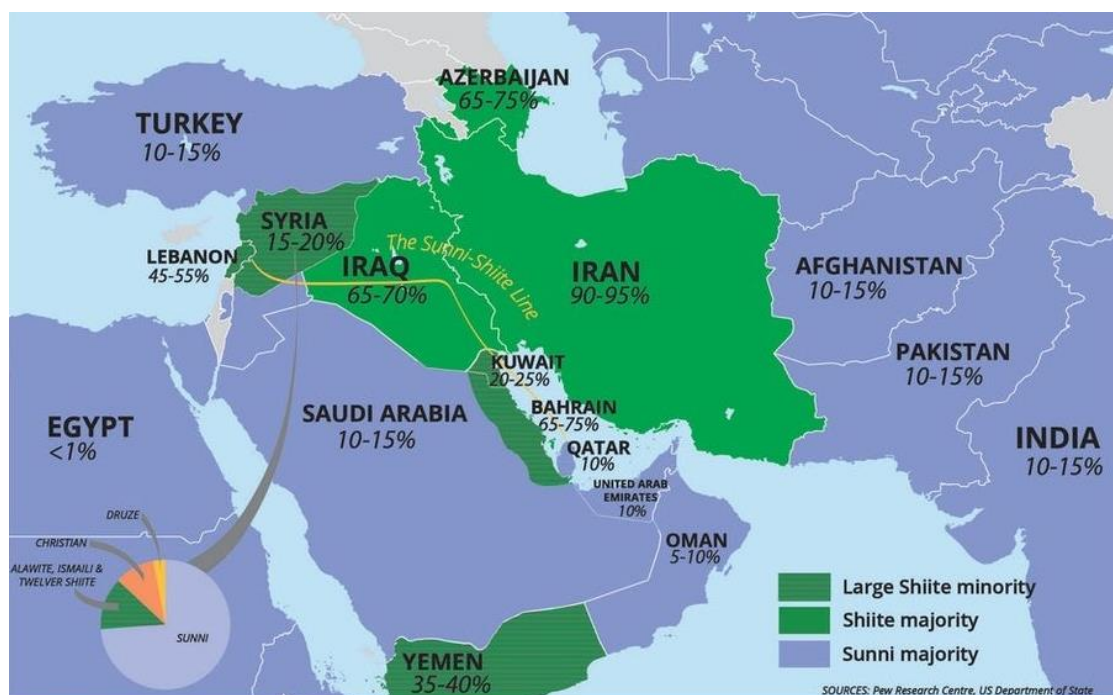 AZERBAIJAN
65-75%
TURKEY
10-15%
SYRIA
15-20%
LEBANON
45-55%
The Sunni-Shiite Line
IRAQ
65-70%
IRAN
90-95%
AFGHANISTAN
10-15%
PAKISTAN
10-15%
KUWAIT
20-25%
BAHRAIN
65-75%
SAUDI ARABIA
10-15%
EGYPT
<1%
QATAR
10%
INDIA
10-15%
UNITED ARAB
EMIRATES
10%
OMAN
5-10%
DRUZE
CHRISTIAN
ALAWITE, ISMAILI &
TWELVER SHIITE
SUNNI
YEMEN
35-40%
Large Shiite minority
Shiite majority
Sunni majority
SOURCES: Pew Research Centre, US Department of State